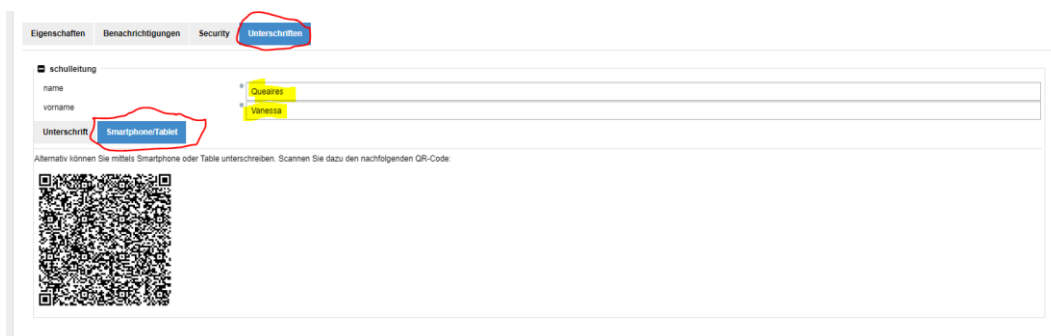 Eigenschaften Benachrichtigungen Security Unterschriften
schulleitung
name * Queaires
vorname * Vanessa
Unterschrift Smartphone/Tablet
Alternativ können Sie mittels Smartphone oder Table unterschreiben. Scannen Sie dazu den nachfolgenden QR-Code: